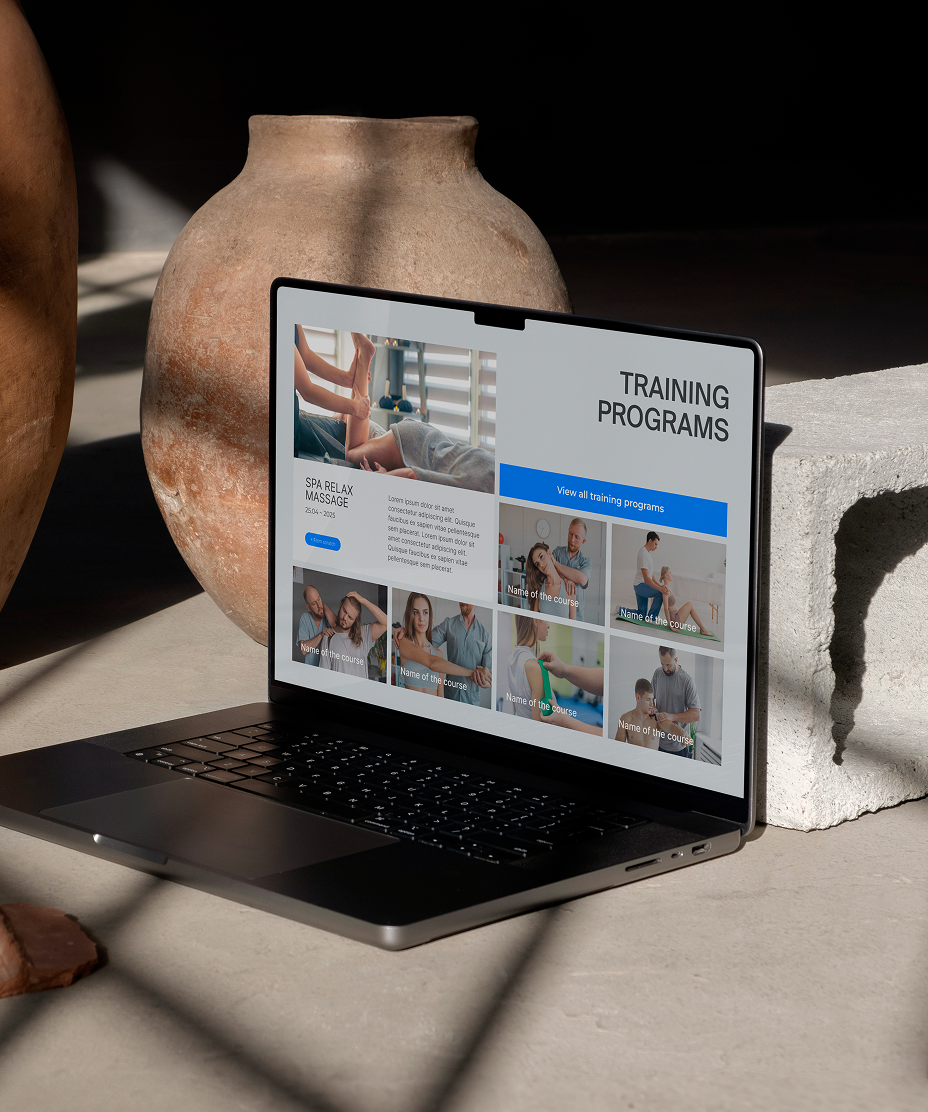 TRAINING
PROGRAMS
View all training programs
SPA RELAX
MASSAGE
25.04 – 2025
Lorem ipsum dolor sit amet
consectetur adipiscing elit. Quisque
faucibus ex sapien vitae pellentesque
sem placerat. Lorem ipsum dolor sit
amet consectetur adipiscing elit.
Quisque faucibus ex sapien vitae
pellentesque sem placerat.
Name of the course
Name of the course
Name of the course
Name of the course
Name of the course
Name of the course